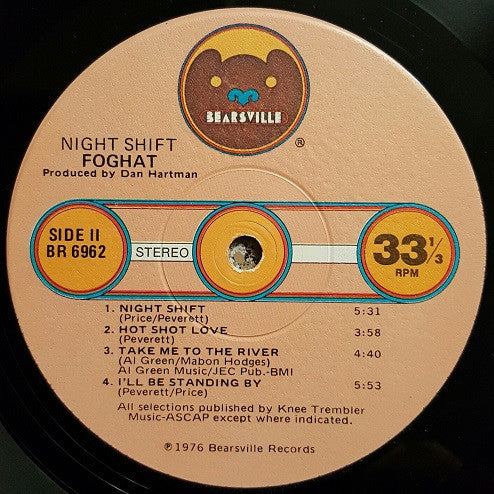 BEARSVILLE
®
NIGHT SHIFT
FOGHAT
Produced by Dan Hartman
SIDE II
BR 6962
STEREO
33 1/3
RPM
1. NIGHT SHIFT 5:31
(Price/Peverett)
2. HOT SHOT LOVE 3:58
(Peverett)
3. TAKE ME TO THE RIVER 4:40
(Al Green/Mabon Hodges)
Al Green Music/JEC Pub.-BMI
4. I'LL BE STANDING BY 5:53
(Peverett/Price)
All selections published by Knee Trembler
Music-ASCAP except where indicated.
℗ 1976 Bearsville Records